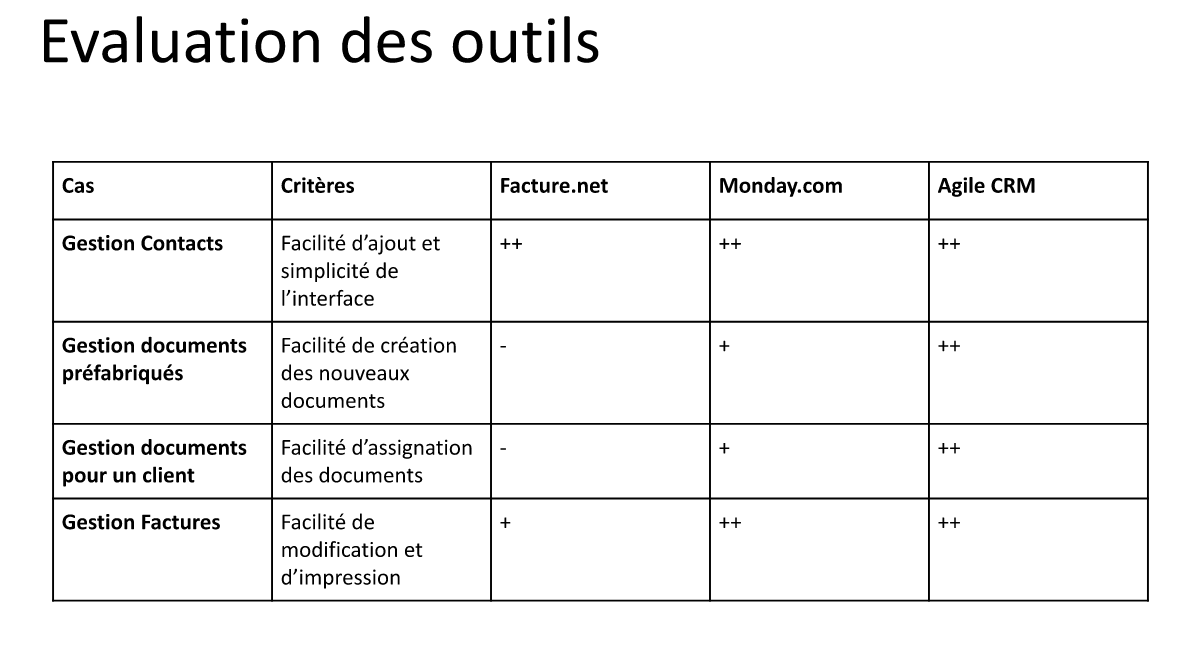 Evaluation des outils
Cas
Critères
Facture.net
Monday.com
Agile CRM
Gestion Contacts
Facilité d’ajout et
simplicité de
l’interface
++
++
++
Gestion documents
préfabriqués
Facilité de création
des nouveaux
documents
-
+
++
Gestion documents
pour un client
Facilité d’assignation
des documents
-
+
++
Gestion Factures
Facilité de
modification et
d’impression
+
++
++